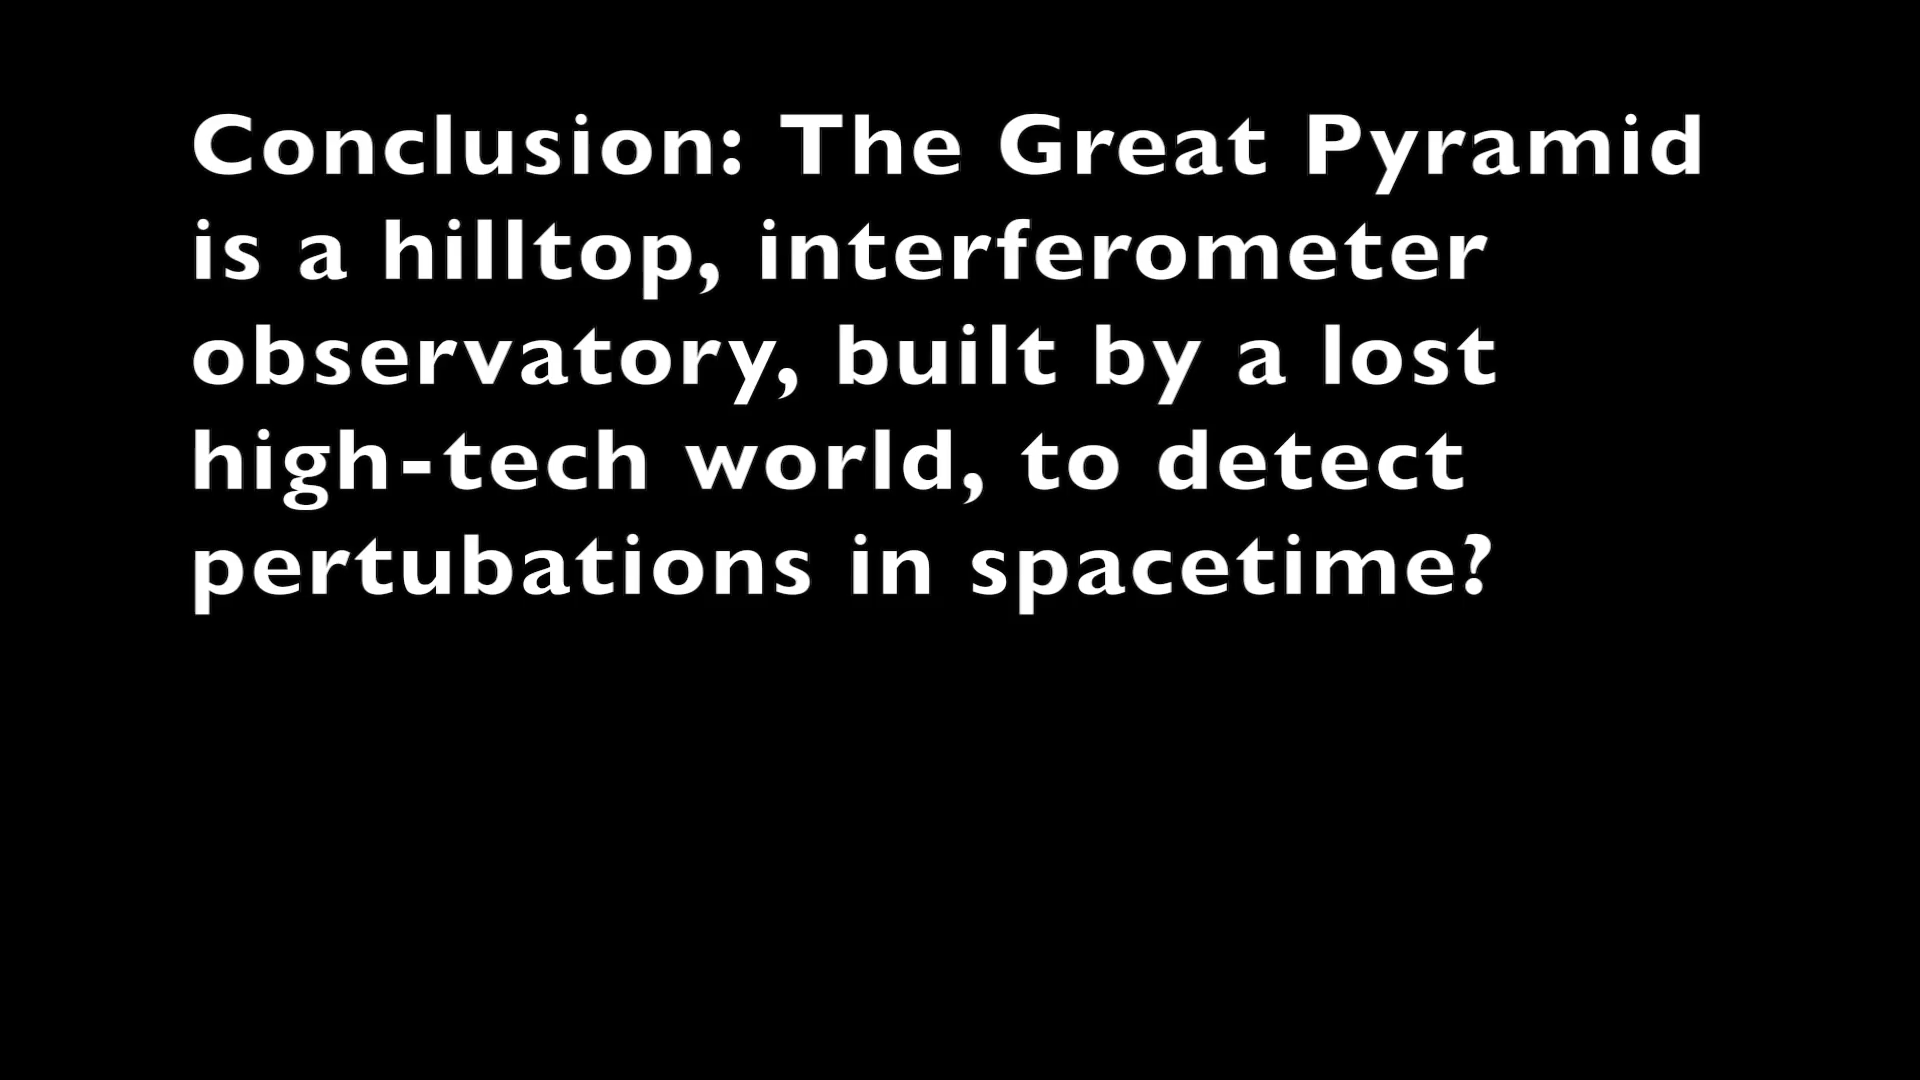 Conclusion: The Great Pyramid
is a hilltop, interferometer
observatory, built by a lost
high-tech world, to detect
pertubations in spacetime?